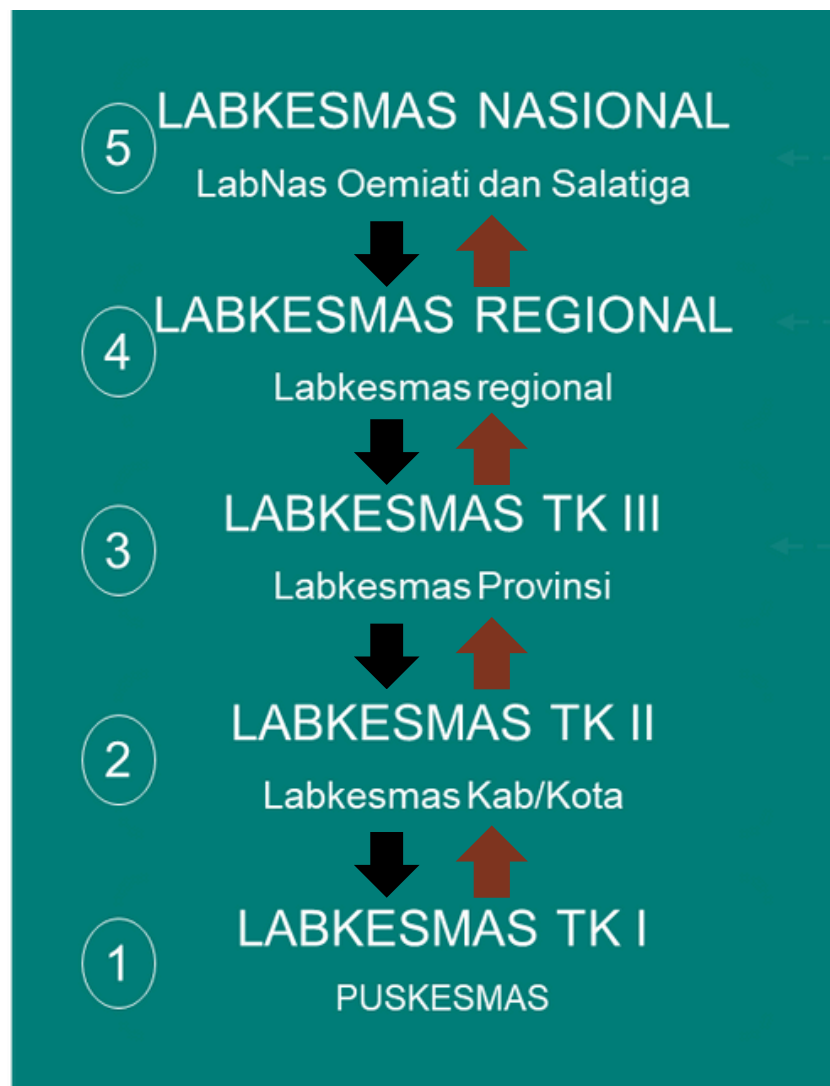 5
LABKESMAS NASIONAL
LabNas Oemiati dan Salatiga
4
LABKESMAS REGIONAL
Labkesmas regional
3
LABKESMAS TK III
Labkesmas Provinsi
2
LABKESMAS TK II
Labkesmas Kab/Kota
1
LABKESMAS TK I
PUSKESMAS